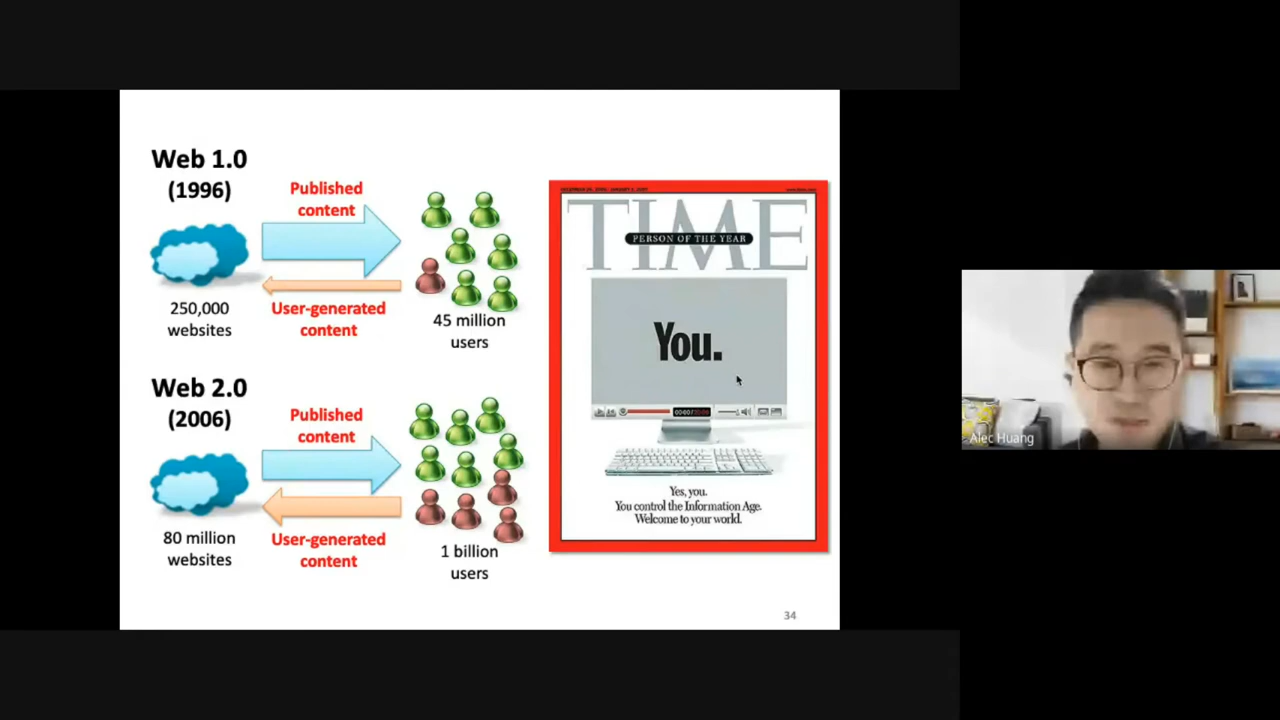 Web 1.0
(1996)
Published
content
250,000
websites
User-generated
content
45 million
users
Web 2.0
(2006)
Published
content
80 million
websites
User-generated
content
1 billion
users
TIME
PERSON OF THE YEAR
You.
Yes, you.
You control the Information Age.
Welcome to your world.
34
Alec Huang